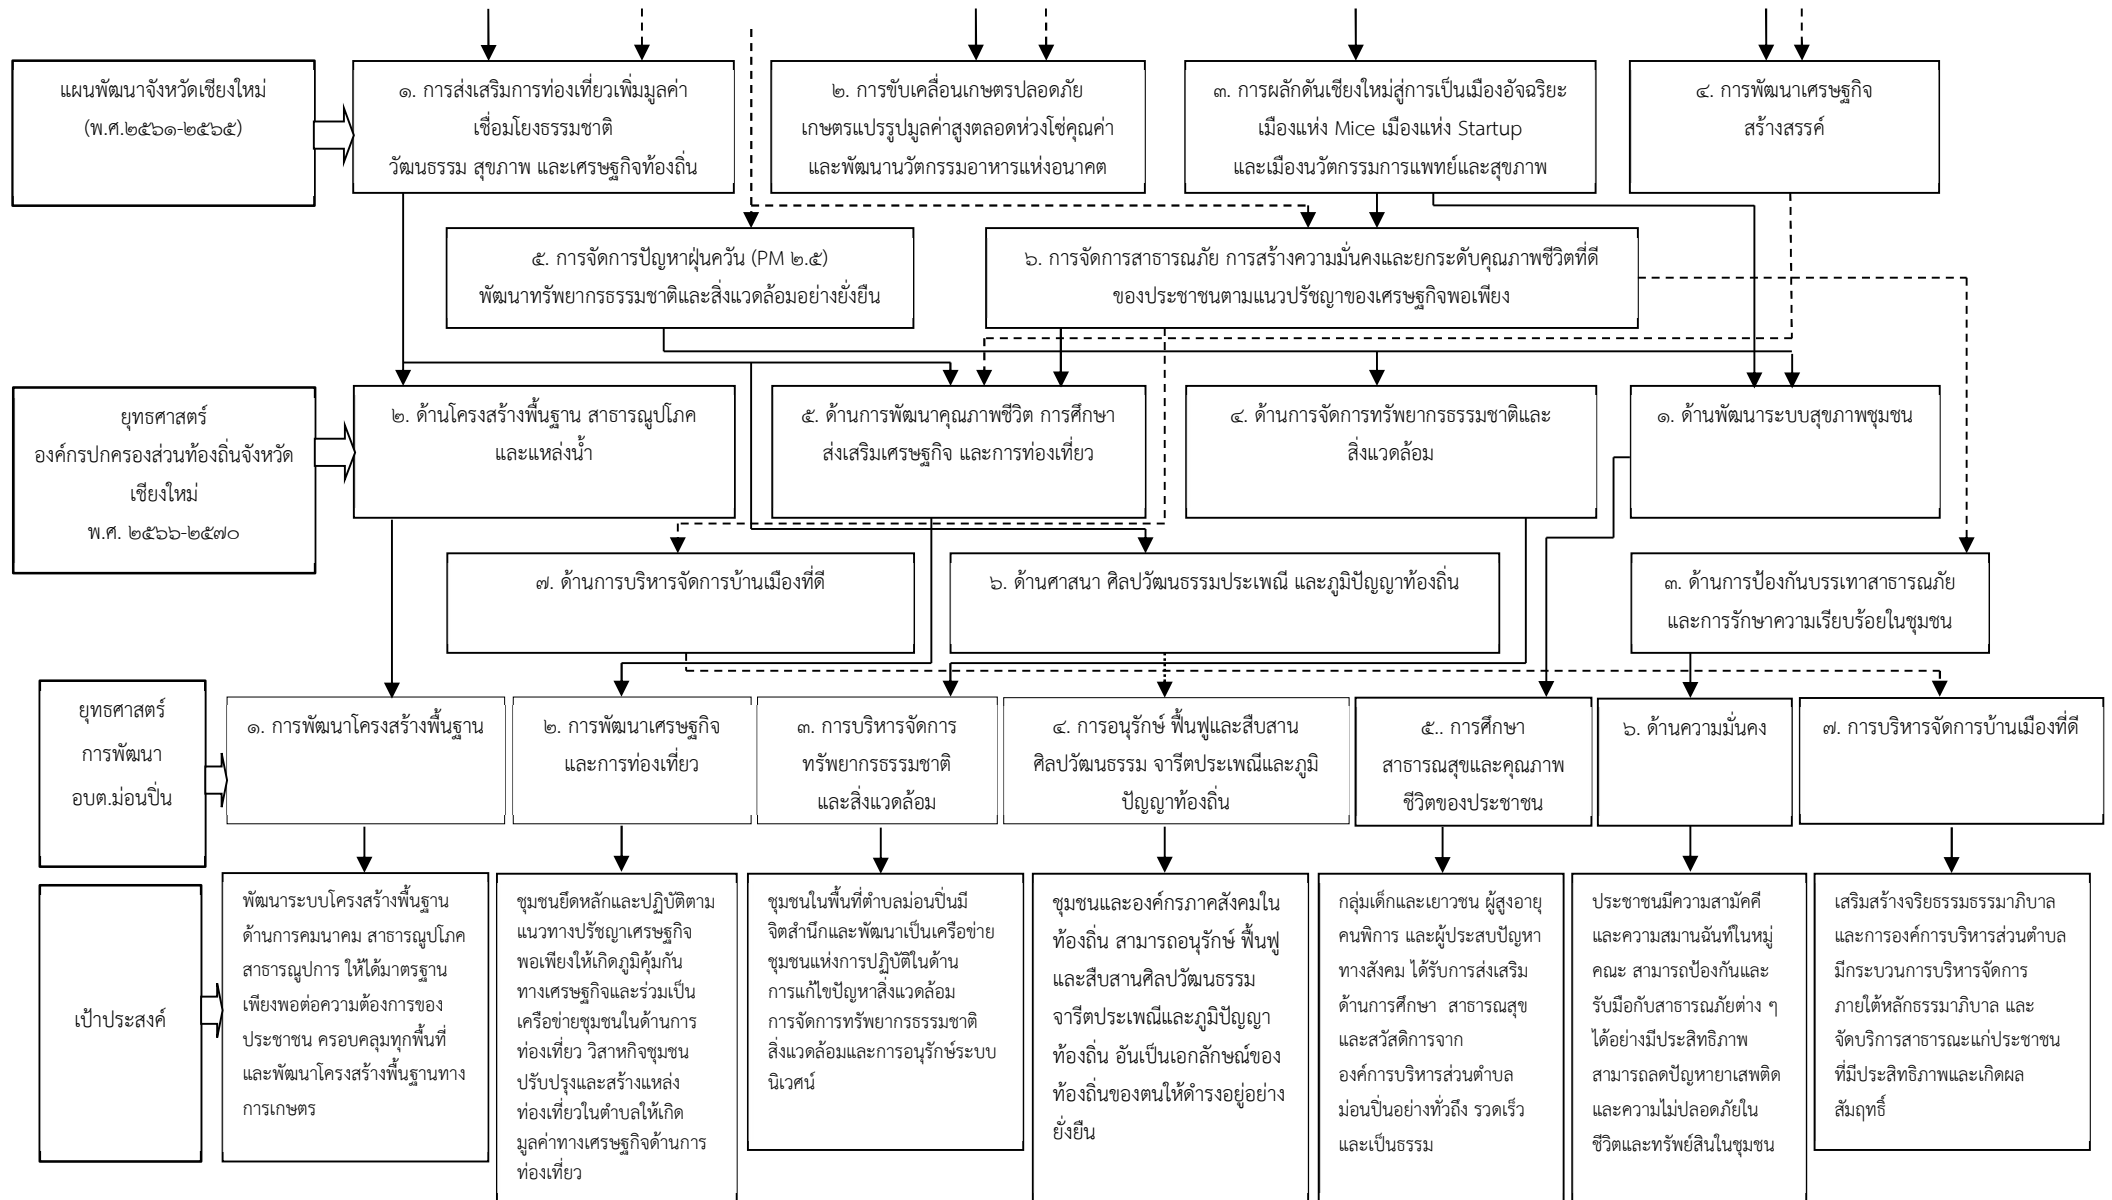 แผนพัฒนาจังหวัดเชียงใหม่
(พ.ศ.๒๕๖๑-๒๕๖๕)
๑. การส่งเสริมการท่องเที่ยวเพิ่มมูลค่า
เชื่อมโยงธรรมชาติ
วัฒนธรรม สุขภาพ และเศรษฐกิจท้องถิ่น
๒. การขับเคลื่อนเกษตรปลอดภัย
เกษตรแปรรูปมูลค่าสูงตลอดห่วงโซ่คุณค่า
และพัฒนานวัตกรรมอาหารแห่งอนาคต
๓. การผลักดันเชียงใหม่สู่การเป็นเมืองอัจฉริยะ
เมืองแห่ง Mice เมืองแห่ง Startup
และเมืองนวัตกรรมการแพทย์และสุขภาพ
๔. การพัฒนาเศรษฐกิจ
สร้างสรรค์
๕. การจัดการปัญหาฝุ่นควัน (PM ๒.๕)
พัฒนาทรัพยากรธรรมชาติและสิ่งแวดล้อมอย่างยั่งยืน
๖. การจัดการสาธารณภัย การสร้างความมั่นคงและยกระดับคุณภาพชีวิตที่ดี
ของประชาชนตามแนวปรัชญาของเศรษฐกิจพอเพียง
ยุทธศาสตร์
องค์กรปกครองส่วนท้องถิ่นจังหวัด
เชียงใหม่
พ.ศ. ๒๕๖๖-๒๕๗๐
๒. ด้านโครงสร้างพื้นฐาน สาธารณูปโภค
และแหล่งน้ำ
๕. ด้านการพัฒนาคุณภาพชีวิต การศึกษา
ส่งเสริมเศรษฐกิจ และการท่องเที่ยว
๔. ด้านการจัดการทรัพยากรธรรมชาติและ
สิ่งแวดล้อม
๑. ด้านพัฒนาระบบสุขภาพชุมชน
๗. ด้านการบริหารจัดการบ้านเมืองที่ดี
๖. ด้านศาสนา ศิลปวัฒนธรรมประเพณี และภูมิปัญญาท้องถิ่น
๓. ด้านการป้องกันบรรเทาสาธารณภัย
และการรักษาความเรียบร้อยในชุมชน
ยุทธศาสตร์
การพัฒนา
อบต.ม่อนปิ่น
๑. การพัฒนาโครงสร้างพื้นฐาน
๒. การพัฒนาเศรษฐกิจ
และการท่องเที่ยว
๓. การบริหารจัดการ
ทรัพยากรธรรมชาติ
และสิ่งแวดล้อม
๔. การอนุรักษ์ ฟื้นฟูและสืบสาน
ศิลปวัฒนธรรม จารีตประเพณีและภูมิ
ปัญญาท้องถิ่น
๕.. การศึกษา
สาธารณสุขและคุณภาพ
ชีวิตของประชาชน
๖. ด้านความมั่นคง
๗. การบริหารจัดการบ้านเมืองที่ดี
เป้าประสงค์
พัฒนาระบบโครงสร้างพื้นฐาน
ด้านการคมนาคม สาธารณูปโภค
สาธารณูปการ ให้ได้มาตรฐาน
เพียงพอต่อความต้องการของ
ประชาชน ครอบคลุมทุกพื้นที่
และพัฒนาโครงสร้างพื้นฐานทาง
การเกษตร
ชุมชนยึดหลักและปฏิบัติตาม
แนวทางปรัชญาเศรษฐกิจ
พอเพียงให้เกิดภูมิคุ้มกัน
ทางเศรษฐกิจและร่วมเป็น
เครือข่ายชุมชนในด้านการ
ท่องเที่ยว วิสาหกิจชุมชน
ปรับปรุงและสร้างแหล่ง
ท่องเที่ยวในตำบลให้เกิด
มูลค่าทางเศรษฐกิจด้านการ
ท่องเที่ยว
ชุมชนในพื้นที่ตำบลม่อนปิ่นมี
จิตสำนึกและพัฒนาเป็นเครือข่าย
ชุมชนแห่งการปฏิบัติในด้าน
การแก้ไขปัญหาสิ่งแวดล้อม
การจัดการทรัพยากรธรรมชาติ
สิ่งแวดล้อมและการอนุรักษ์ระบบ
นิเวศน์
ชุมชนและองค์กรภาคสังคมใน
ท้องถิ่น สามารถอนุรักษ์ ฟื้นฟู
และสืบสานศิลปวัฒนธรรม
จารีตประเพณีและภูมิปัญญา
ท้องถิ่น อันเป็นเอกลักษณ์ของ
ท้องถิ่นของตนให้ดำรงอยู่อย่าง
ยั่งยืน
กลุ่มเด็กและเยาวชน ผู้สูงอายุ
คนพิการ และผู้ประสบปัญหา
ทางสังคม ได้รับการส่งเสริม
ด้านการศึกษา สาธารณสุข
และสวัสดิการจาก
องค์การบริหารส่วนตำบล
ม่อนปิ่นอย่างทั่วถึง รวดเร็ว
และเป็นธรรม
ประชาชนมีความสามัคคี
และความสมานฉันท์ในหมู่
คณะ สามารถป้องกันและ
รับมือกับสาธารณภัยต่าง ๆ
ได้อย่างมีประสิทธิภาพ
สามารถลดปัญหายาเสพติด
และความไม่ปลอดภัยใน
ชีวิตและทรัพย์สินในชุมชน
เสริมสร้างจริยธรรมธรรมาภิบาล
และการองค์การบริหารส่วนตำบล
มีกระบวนการบริหารจัดการ
ภายใต้หลักธรรมาภิบาล และ
จัดบริการสาธารณะแก่ประชาชน
ที่มีประสิทธิภาพและเกิดผล
สัมฤทธิ์